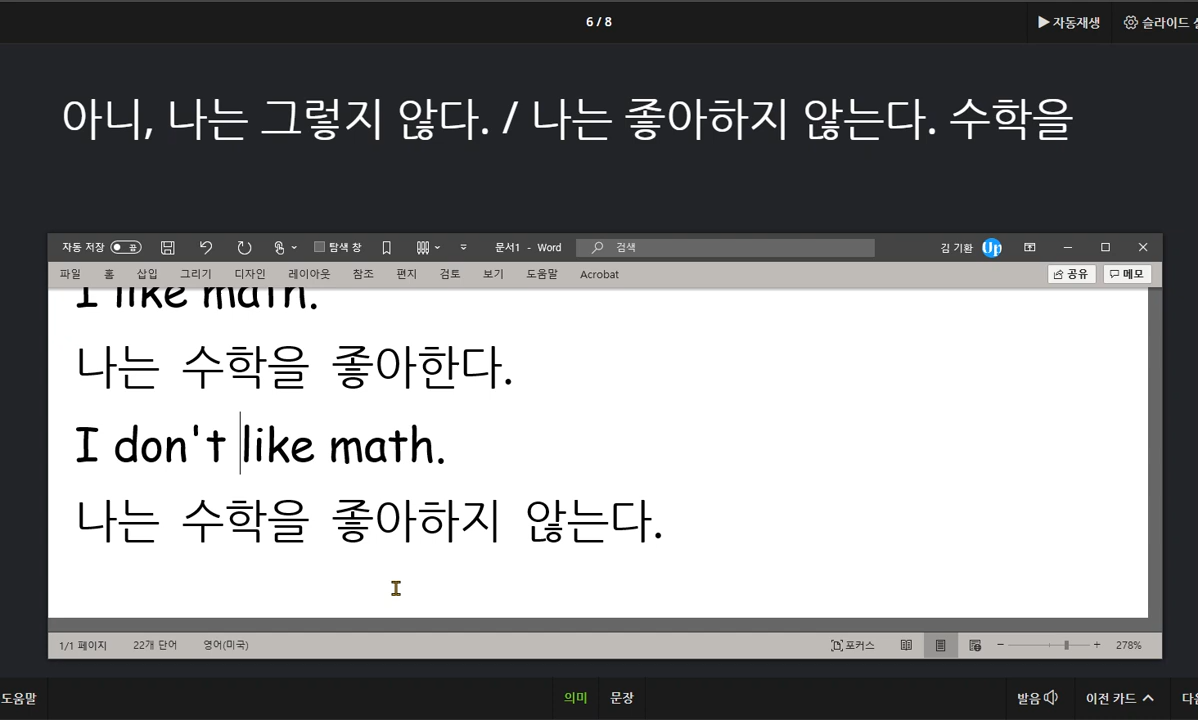 6 / 8
▶ 자동재생
슬라이드
아니, 나는 그렇지 않다. / 나는 좋아하지 않는다. 수학을
자동 저장
탐색 창
문서1 - Word
검색
김 기환
Up
파일 홈 삽입 그리기 디자인 레이아웃 참조 편지 검토 보기 도움말 Acrobat
공유
메모
I like math.
나는 수학을 좋아한다.
I don't like math.
나는 수학을 좋아하지 않는다.
1/1 페이지 22개 단어 영어(미국)
포커스
278%
도움말
의미 문장
발음
이전 카드